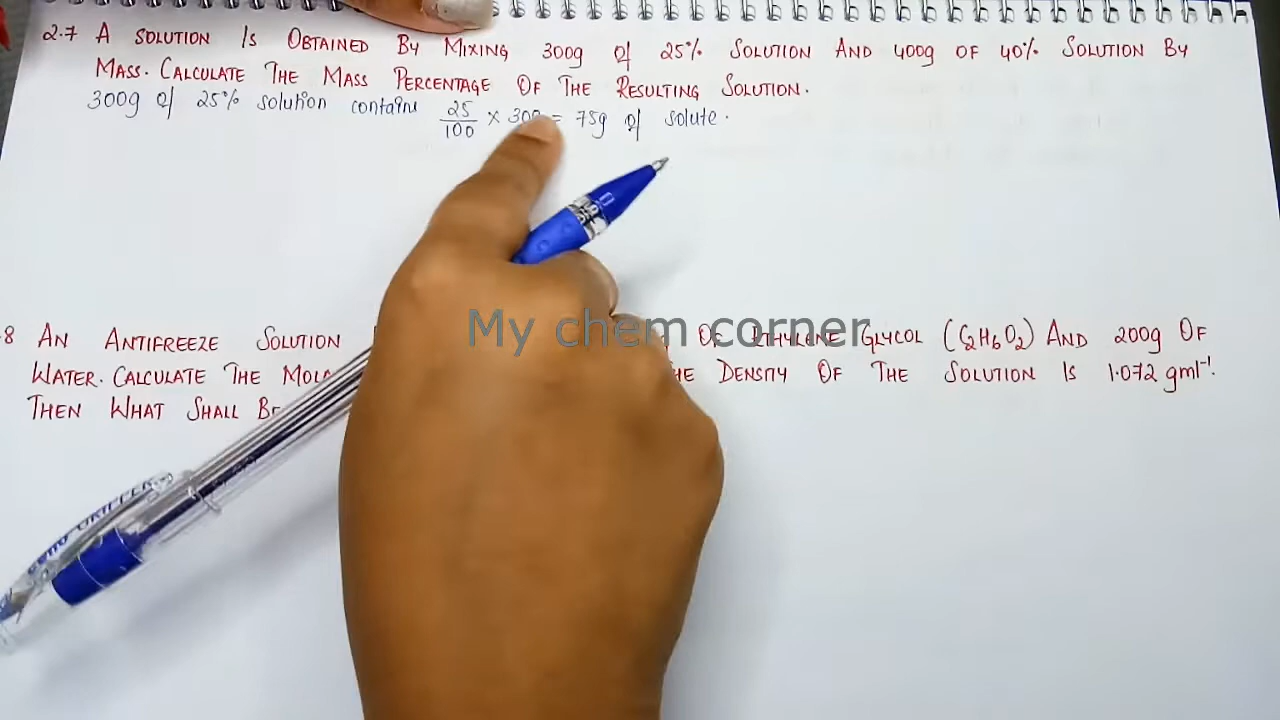 2.7 A SOLUTION IS OBTAINED BY MIXING 300g of 25% SOLUTION AND 400g OF 40% SOLUTION BY
MASS. CALCULATE THE MASS PERCENTAGE OF THE RESULTING SOLUTION.
300g of 25% solution contains 25/100 × 300 = 75g of solute.
My chem corner
8 AN ANTIFREEZE SOLUTION OF ETHYLENE GLYCOL (C2H6O2) AND 200g OF
WATER. CALCULATE THE DENSITY OF THE SOLUTION IS 1.072 gml⁻¹.
THEN WHAT SHALL